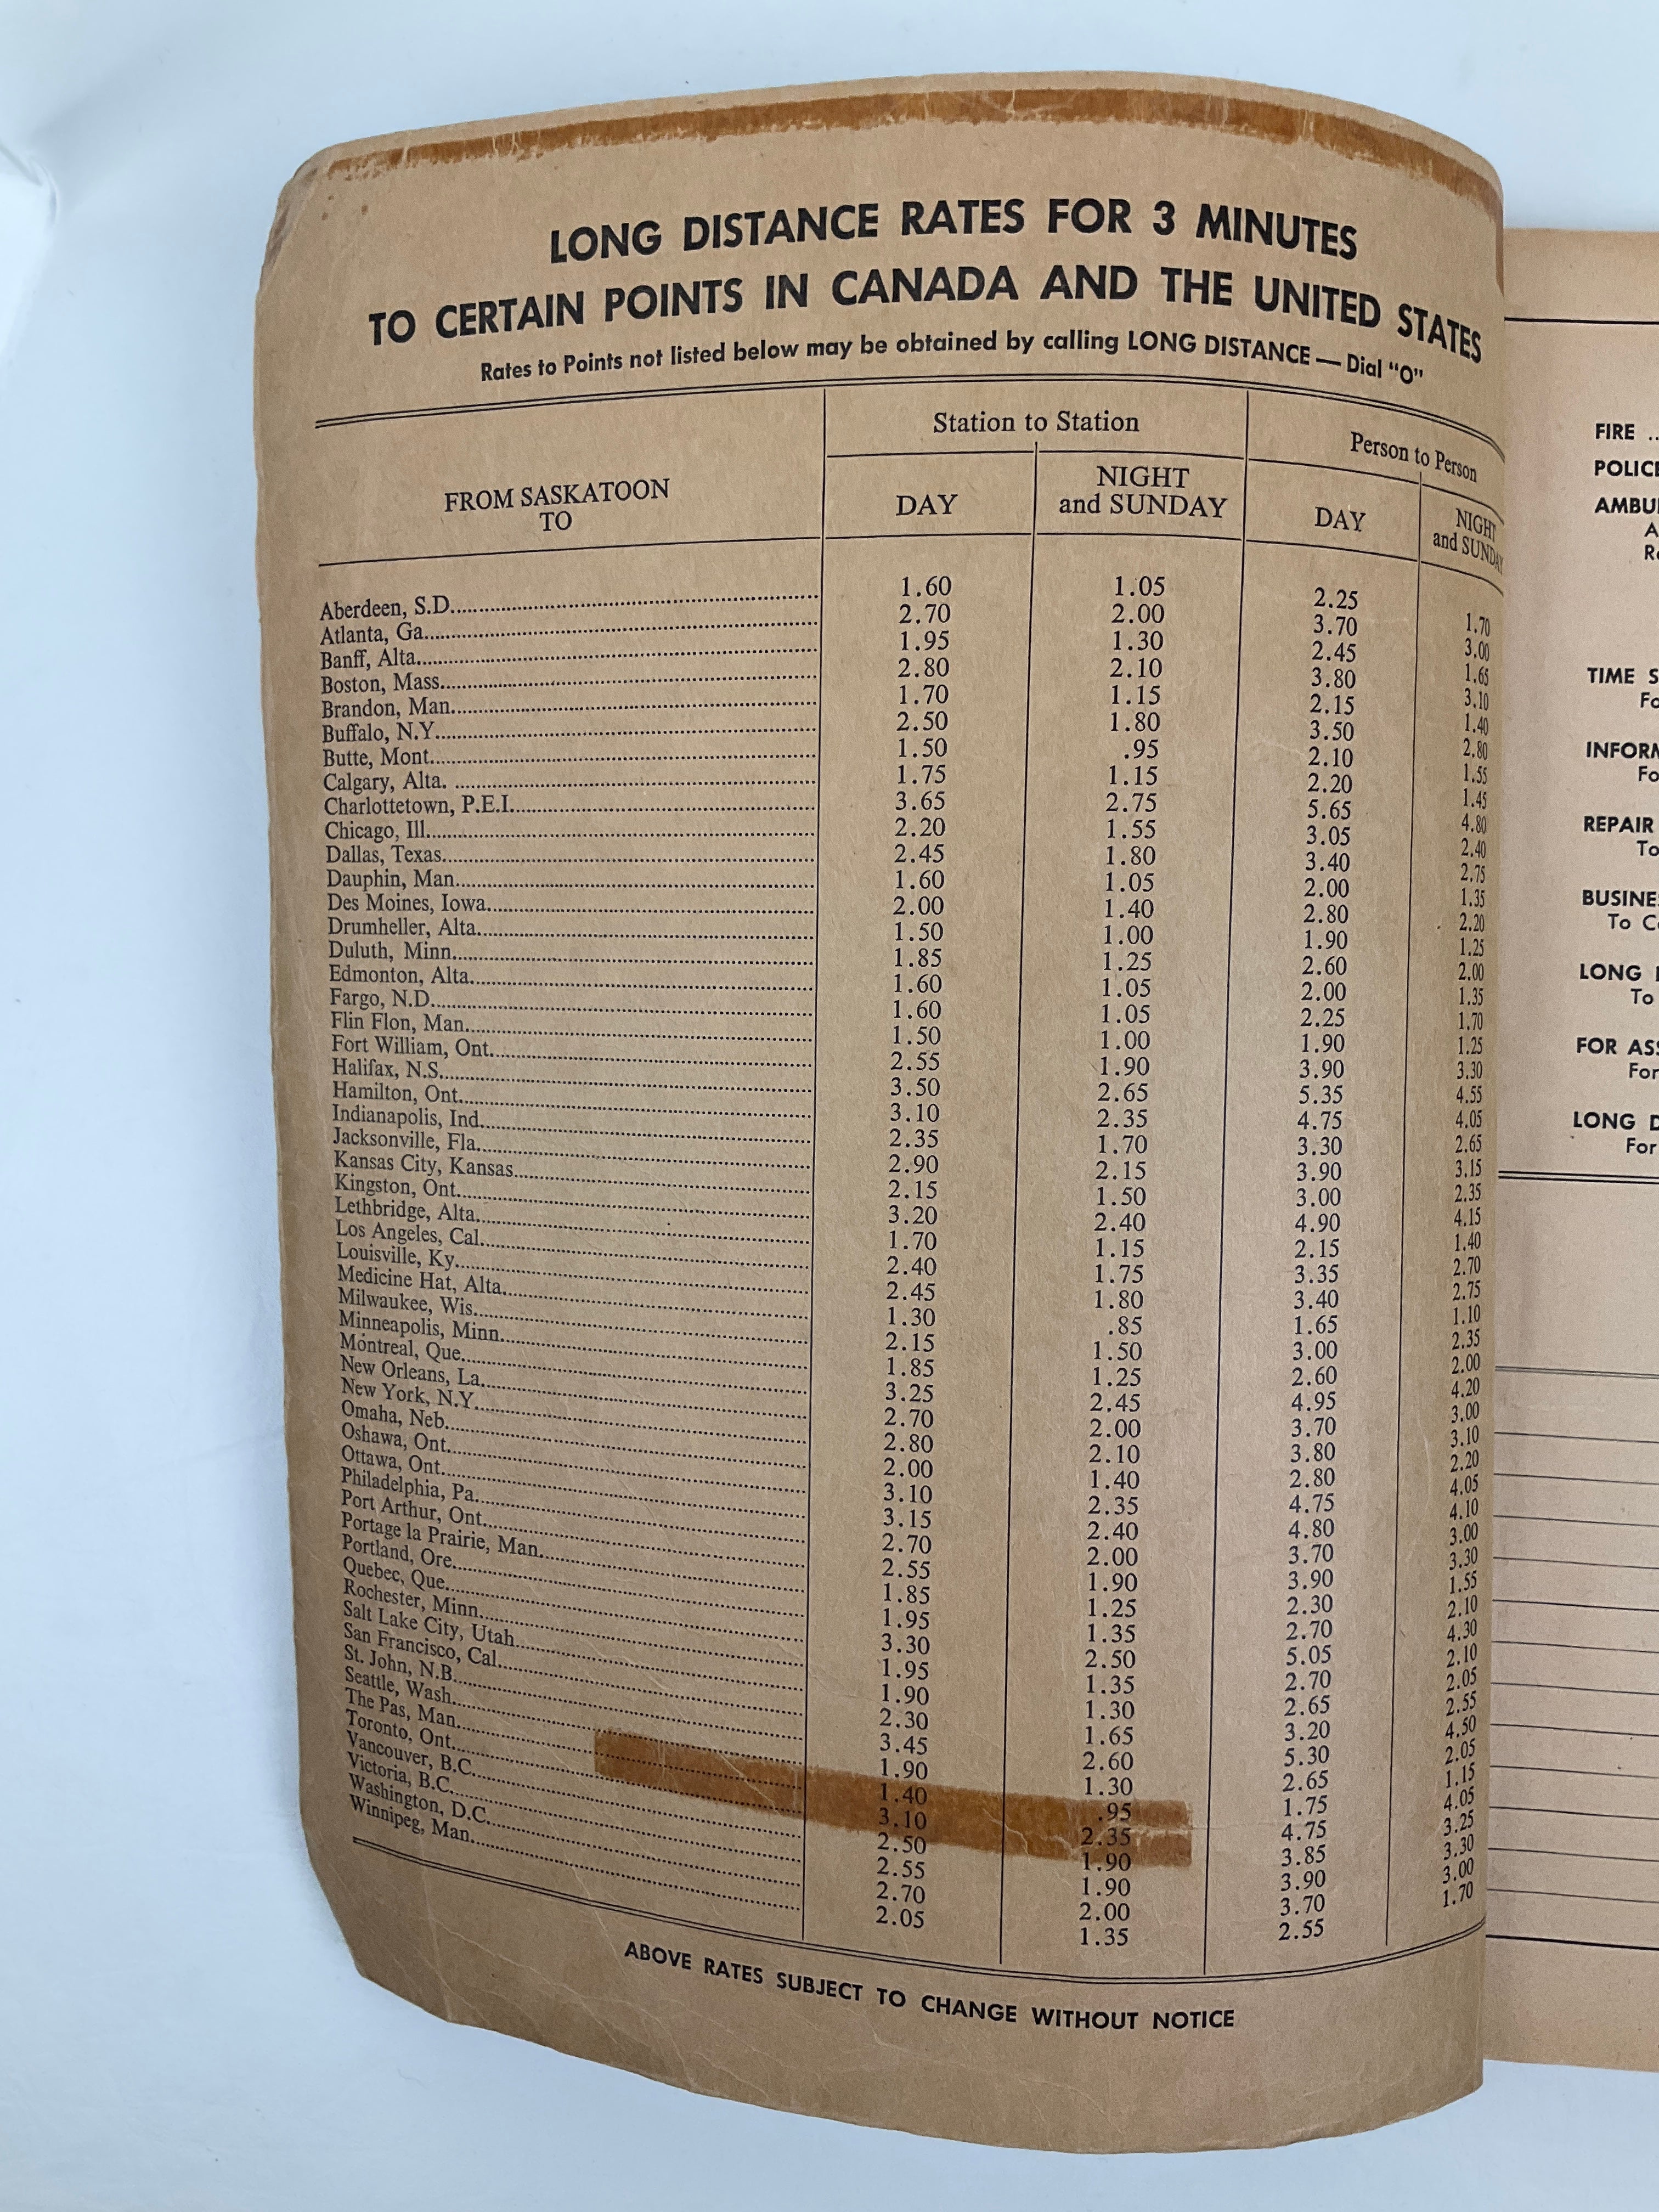 LONG DISTANCE RATES FOR 3 MINUTES
TO CERTAIN POINTS IN CANADA AND THE UNITED STATES
Rates to Points not listed below may be obtained by calling LONG DISTANCE — Dial "O"
Station to Station Person to Person
FROM SASKATOON
TO
DAY NIGHT and SUNDAY DAY NIGHT and SUNDAY
Aberdeen, S.D. 1.60 1.05 2.25 1.70
Atlanta, Ga. 2.70 2.00 3.70 3.00
Banff, Alta. 1.95 1.30 2.45 1.65
Boston, Mass. 2.80 2.10 3.80 3.10
Brandon, Man. 1.70 1.15 2.15 1.40
Buffalo, N.Y. 2.50 1.80 3.50 2.80
Butte, Mont. 1.50 .95 2.10 1.55
Calgary, Alta. 1.75 1.15 2.20 1.45
Charlottetown, P.E.I. 3.65 2.75 5.65 4.80
Chicago, Ill. 2.20 1.55 3.05 2.40
Dallas, Texas 2.45 1.80 3.40 2.75
Dauphin, Man. 1.60 1.05 2.00 1.35
Des Moines, Iowa 2.00 1.40 2.80 2.20
Drumheller, Alta. 1.50 1.00 1.90 1.25
Duluth, Minn. 1.85 1.25 2.60 2.00
Edmonton, Alta. 1.60 1.05 2.00 1.35
Fargo, N.D. 1.60 1.05 2.25 1.70
Flin Flon, Man. 1.50 1.00 1.90 1.25
Fort William, Ont. 2.55 1.90 3.90 3.30
Halifax, N.S. 3.50 2.65 5.35 4.55
Hamilton, Ont. 3.10 2.35 4.75 4.05
Indianapolis, Ind. 2.35 1.70 3.30 2.65
Jacksonville, Fla. 2.90 2.15 3.90 3.15
Kansas City, Kansas 2.15 1.50 3.00 2.35
Kingston, Ont. 3.20 2.40 4.90 4.15
Lethbridge, Alta. 1.70 1.15 2.15 1.40
Los Angeles, Cal. 2.40 1.75 3.35 2.70
Louisville, Ky. 2.45 1.80 3.40 2.75
Medicine Hat, Alta. 1.30 .85 1.65 1.10
Milwaukee, Wis. 2.15 1.50 3.00 2.35
Minneapolis, Minn. 1.85 1.25 2.60 2.00
Montreal, Que. 3.25 2.45 4.95 4.20
New Orleans, La. 2.70 2.00 3.70 3.00
New York, N.Y. 2.80 2.10 3.80 3.10
Omaha, Neb. 2.00 1.40 2.80 2.20
Oshawa, Ont. 3.10 2.35 4.75 4.05
Ottawa, Ont. 3.15 2.40 4.80 4.10
Philadelphia, Pa. 2.70 2.00 3.70 3.00
Port Arthur, Ont. 2.55 1.90 3.90 3.30
Portage la Prairie, Man. 1.85 1.25 2.30 1.55
Portland, Ore. 1.95 1.35 2.70 2.10
Quebec, Que. 3.30 2.50 5.05 4.30
Rochester, Minn. 1.95 1.35 2.70 2.10
Salt Lake City, Utah 1.90 1.30 2.65 2.05
San Francisco, Cal. 2.30 1.65 3.20 2.55
St. John, N.B. 3.45 2.60 5.30 4.50
Seattle, Wash. 1.90 1.30 2.65 2.05
The Pas, Man. 1.40 .95 1.75 1.15
Toronto, Ont. 3.10 2.35 4.75 4.05
Vancouver, B.C. 2.50 1.90 3.85 3.25
Victoria, B.C. 2.55 1.90 3.90 3.30
Washington, D.C. 2.70 2.00 3.70 3.00
Winnipeg, Man. 2.05 1.35 2.55 1.70
ABOVE RATES SUBJECT TO CHANGE WITHOUT NOTICE
FIRE ..
POLICE
TIME S
Fo
INFORM
Fo
REPAIR
To
BUSINES
To C
LONG
To
FOR ASS
For
LONG D
For